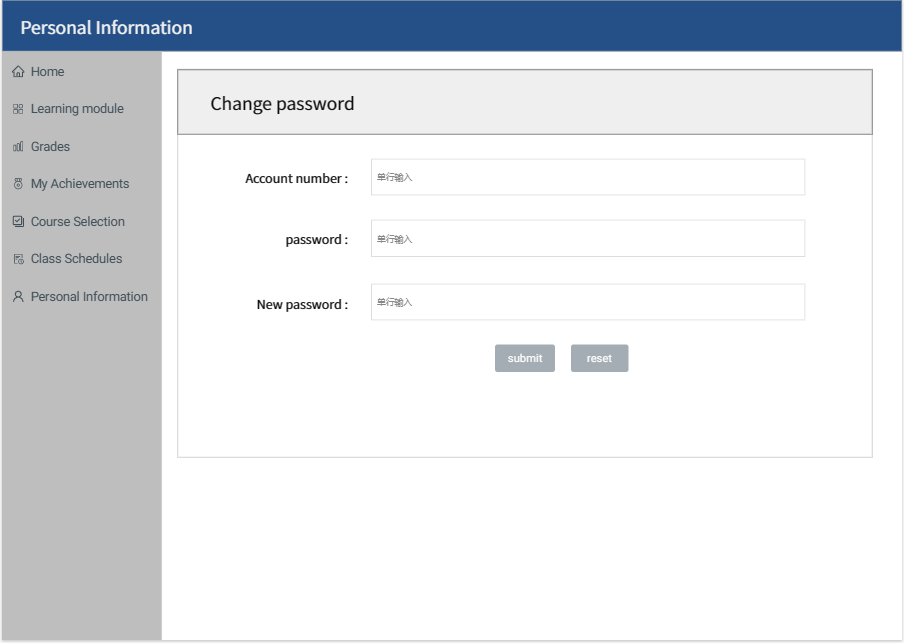 Personal Information
Home
Learning module
Grades
My Achievements
Course Selection
Class Schedules
Personal Information
Change password
Account number : 单行输入
password : 单行输入
New password : 单行输入
submit reset